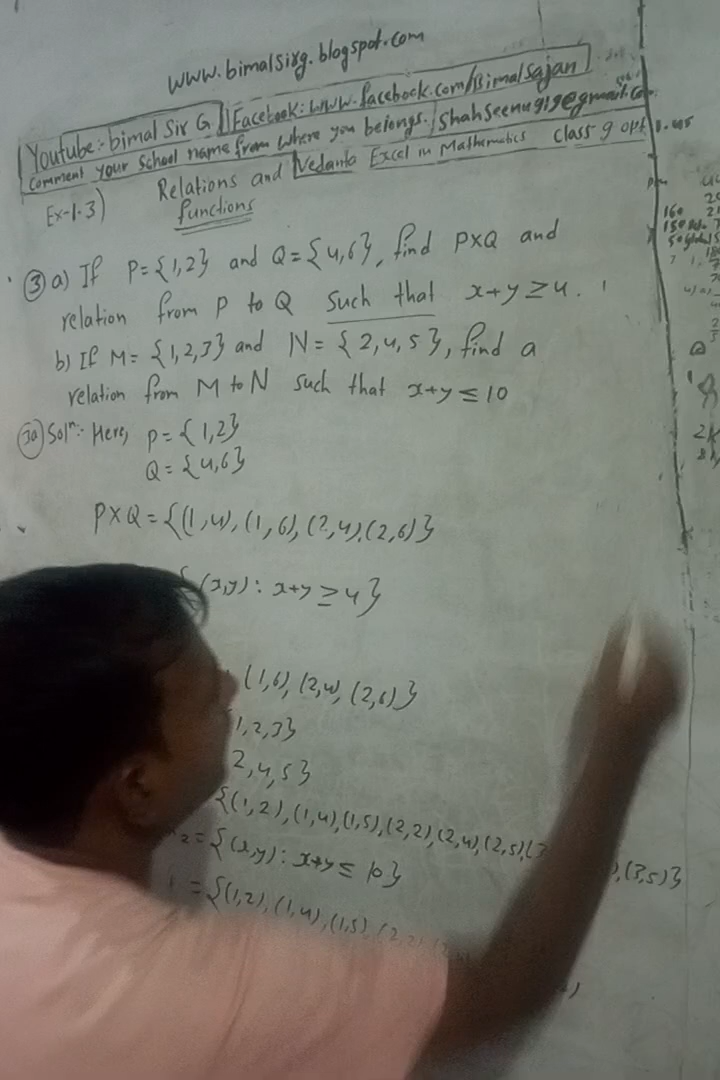 www.bimalsirg.blogspot.com
Youtube:- bimal Sir G || Facebook: www.facebook.com/Bimalsajan
comment your school name from where you belongs. / Shahseenu919@gmail.com
Ex-1.3) Relations and functions Vedanta Excel in Mathematics class 9 opt
③ a) If P = {1,2} and Q = {4,6}, find P×Q and
relation from P to Q such that x+y ≥ 4.
b) If M = {1,2,3} and N = {2,4,5}, find a
relation from M to N such that x+y ≤ 10
3a) Solⁿ:- Here, P = {1,2}
Q = {4,6}
P×Q = {(1,4), (1,6), (2,4), (2,6)}
(x,y) : x+y ≥ 4}
(1,6), (2,4), (2,6)}
1,2,3}
2,4,5}
{(1,2), (1,4), (1,5), (2,2), (2,4), (2,5), (3 ), (3,5)}
= {(x,y) : x+y ≤ 10}
= {(1,2), (1,4), (1,5), (2,2),